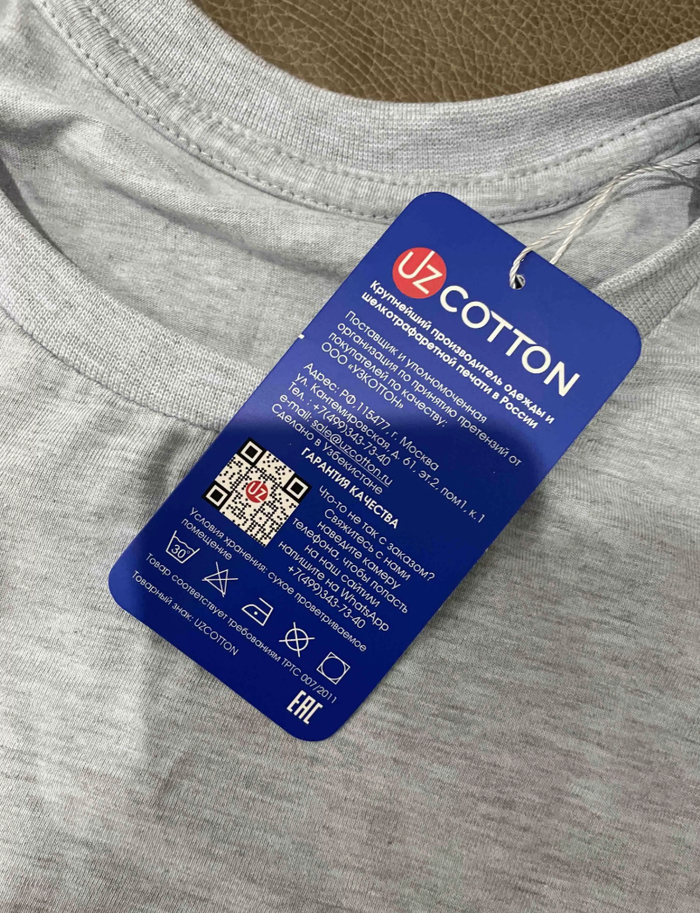 UZ COTTON
Крупнейший производитель одежды и
шелкотрафаретной печати в России
Поставщик и уполномоченная
организация по принятию претензий от
покупателей по качеству:
ООО «УЗКОТТОН»
Адрес: РФ, 115477, г. Москва
ул. Кантемировская, д. 61, эт.2, пом1, к.1
Тел.: +7(499)343-73-40
e-mail: sale@uzcotton.ru
Сделано в Узбекистане
ГАРАНТИЯ КАЧЕСТВА
UZ
Что-то не так с заказом?
Свяжитесь с нами
наведите камеру
телефона, чтобы попасть
на наш сайтили
напишите на WhatsApp
+7(499)343-73-40
Условия хранения: сухое проветриваемое
помещение
30
Товар соответствует требованиям ТРТС 007/2011
Товарный знак: UZCOTTON
EAC